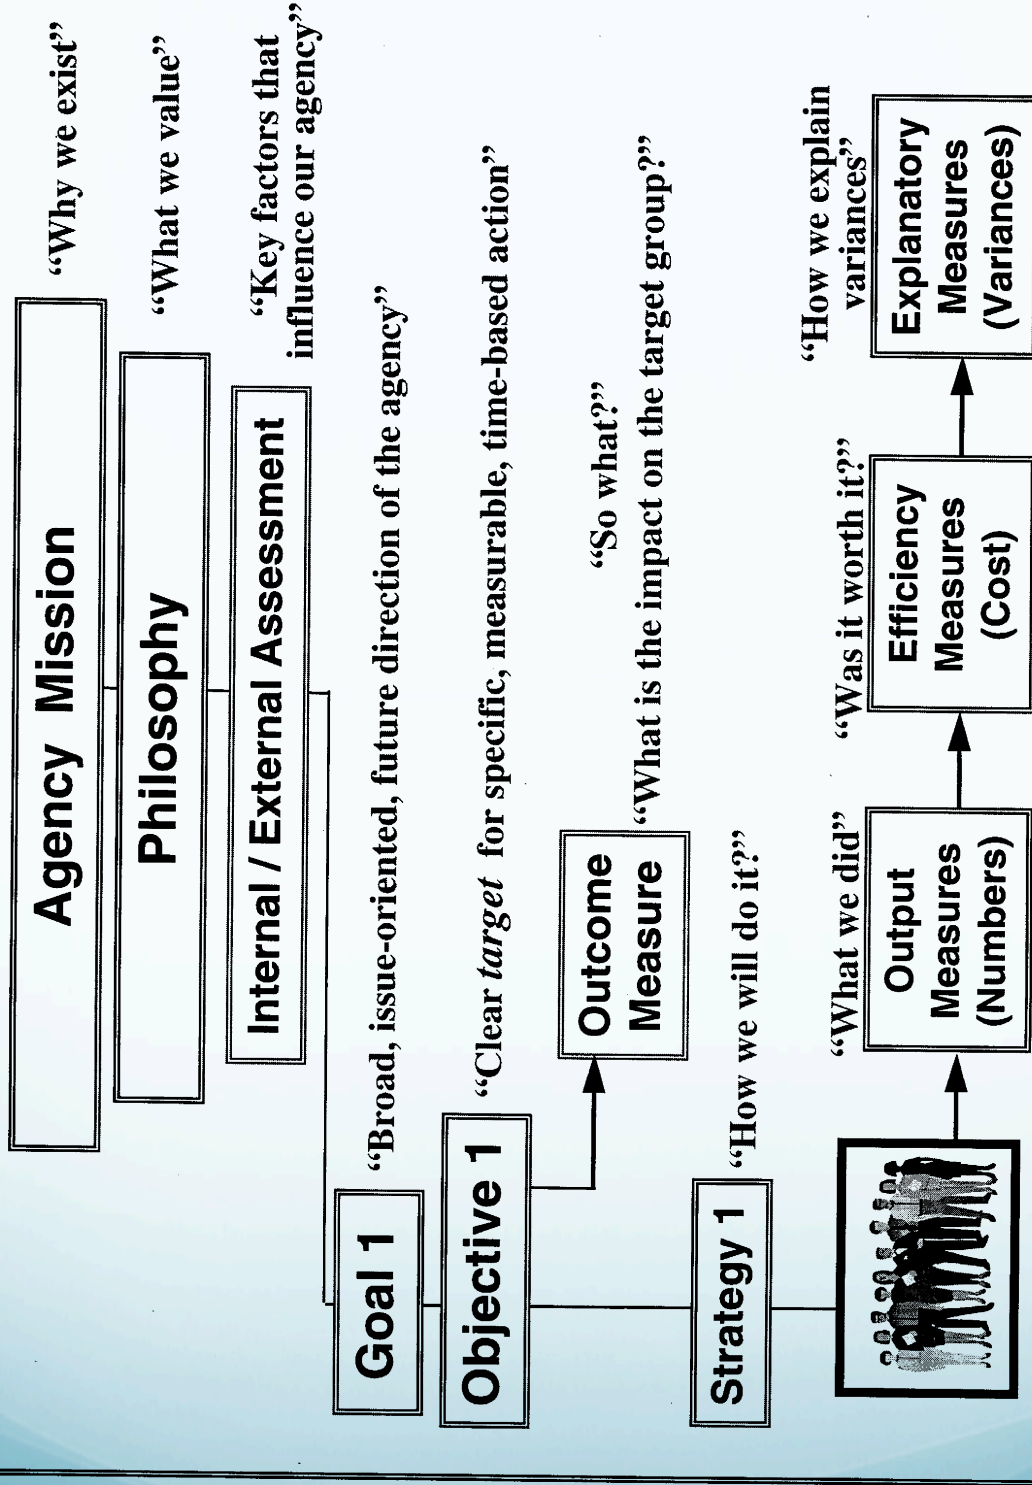 Agency Mission
“Why we exist”
Philosophy
“What we value”
Internal / External Assessment
“Key factors that
influence our agency”
Goal 1
“Broad, issue-oriented, future direction of the agency”
Objective 1
“Clear target for specific, measurable, time-based action”
Outcome
Measure
“So what?”
“What is the impact on the target group?”
Strategy 1
“How we will do it?”
“What we did”
Output
Measures
(Numbers)
“Was it worth it?”
Efficiency
Measures
(Cost)
“How we explain
variances”
Explanatory
Measures
(Variances)